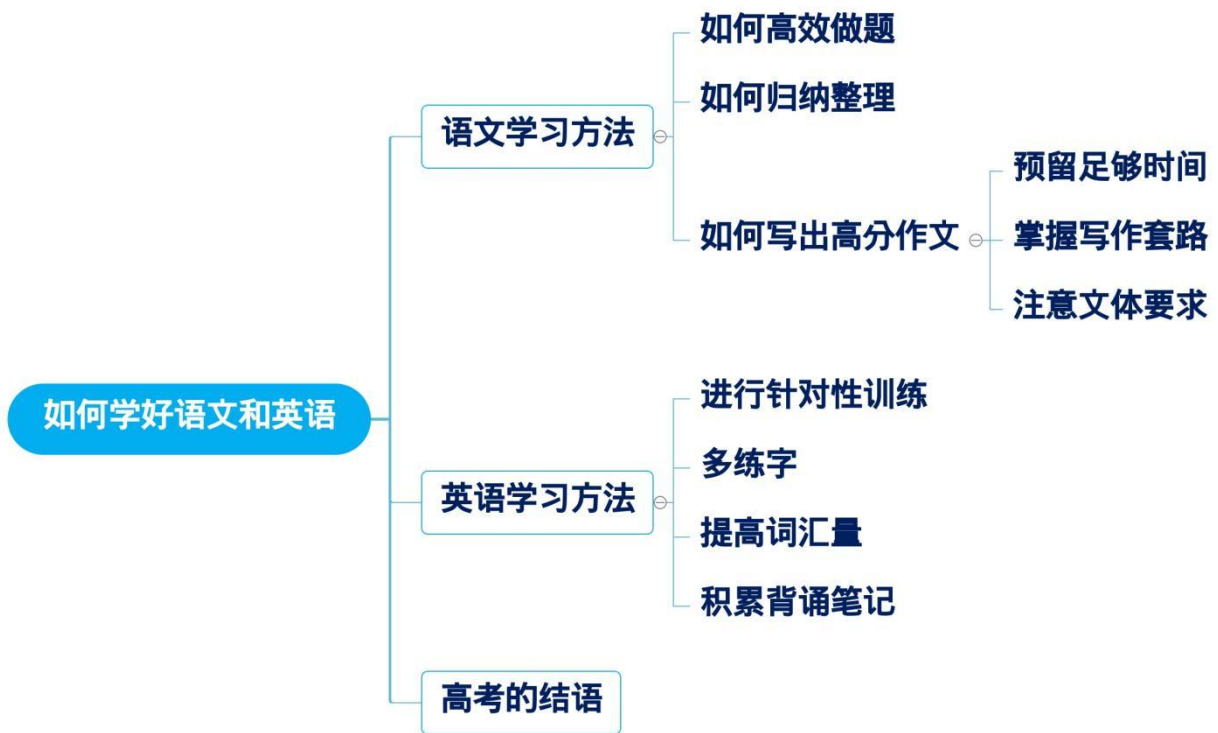 如何学好语文和英语
语文学习方法
如何高效做题
如何归纳整理
如何写出高分作文
预留足够时间
掌握写作套路
注意文体要求
英语学习方法
进行针对性训练
多练字
提高词汇量
积累背诵笔记
高考的结语